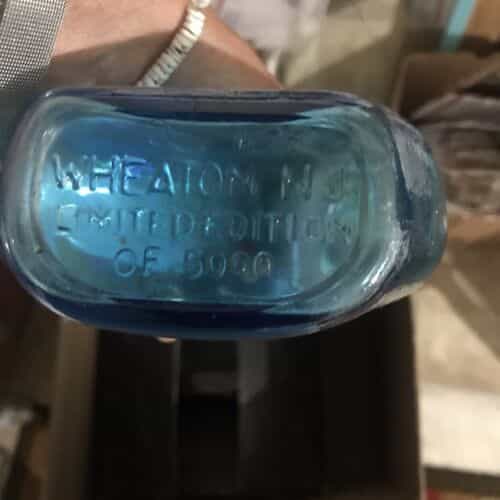 WHEATON N J
LIMITED EDITION
OF 5000